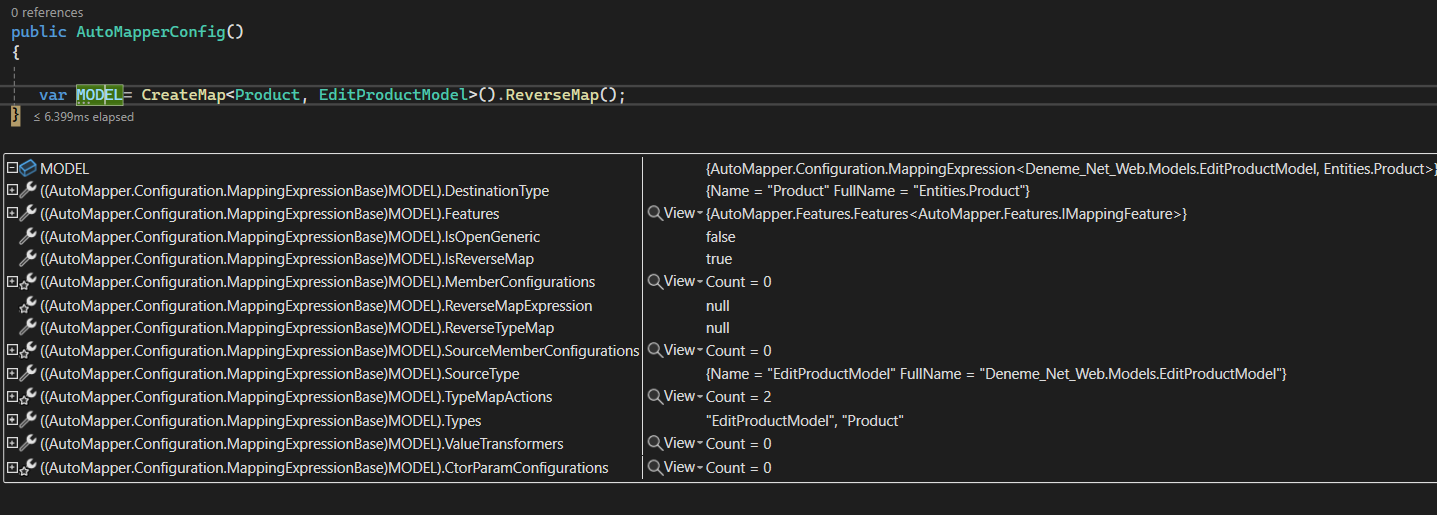 0 references
public AutoMapperConfig()
{
var MODEL= CreateMap<Product, EditProductModel>().ReverseMap();
} ≤ 6.399ms elapsed
MODEL {AutoMapper.Configuration.MappingExpression<Deneme_Net_Web.Models.EditProductModel, Entities.Product>}
((AutoMapper.Configuration.MappingExpressionBase)MODEL).DestinationType {Name = "Product" FullName = "Entities.Product"}
((AutoMapper.Configuration.MappingExpressionBase)MODEL).Features View {AutoMapper.Features.Features<AutoMapper.Features.IMappingFeature>}
((AutoMapper.Configuration.MappingExpressionBase)MODEL).IsOpenGeneric false
((AutoMapper.Configuration.MappingExpressionBase)MODEL).IsReverseMap true
((AutoMapper.Configuration.MappingExpressionBase)MODEL).MemberConfigurations View Count = 0
((AutoMapper.Configuration.MappingExpressionBase)MODEL).ReverseMapExpression null
((AutoMapper.Configuration.MappingExpressionBase)MODEL).ReverseTypeMap null
((AutoMapper.Configuration.MappingExpressionBase)MODEL).SourceMemberConfigurations View Count = 0
((AutoMapper.Configuration.MappingExpressionBase)MODEL).SourceType {Name = "EditProductModel" FullName = "Deneme_Net_Web.Models.EditProductModel"}
((AutoMapper.Configuration.MappingExpressionBase)MODEL).TypeMapActions View Count = 2
((AutoMapper.Configuration.MappingExpressionBase)MODEL).Types "EditProductModel", "Product"
((AutoMapper.Configuration.MappingExpressionBase)MODEL).ValueTransformers View Count = 0
((AutoMapper.Configuration.MappingExpressionBase)MODEL).CtorParamConfigurations View Count = 0